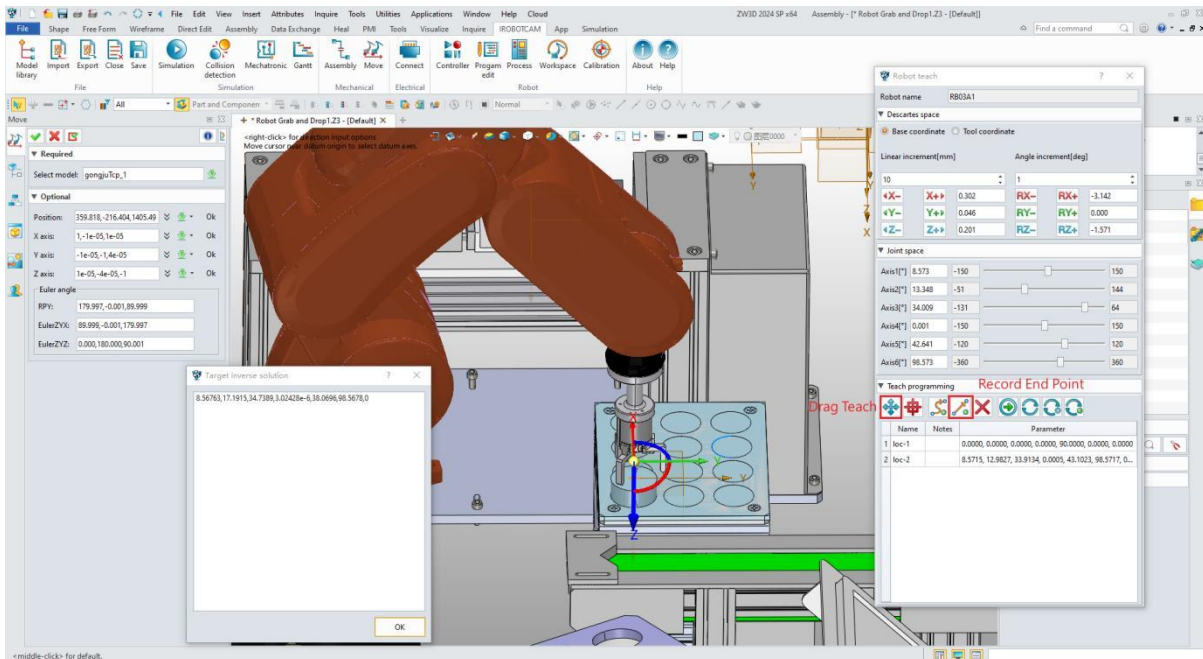 File Edit View Insert Attributes Inquire Tools Utilities Applications Window Help Cloud
ZW3D 2024 SP x64 Assembly - [* Robot Grab and Drop1.Z3 - [Default]]
File Shape Free Form Wireframe Direct Edit Assembly Data Exchange Heal PMI Tools Visualize Inquire IROBOTCAM App Simulation
Find a command
Model library Import Export Close Save Simulation Collision detection Mechatronic Gantt Assembly Move Connect Controller Progam edit Process Workspace Calibration About Help
File Simulation Mechanical Electrical Robot Help
All Part and Component Normal
Move
* Robot Grab and Drop1.Z3 - [Default]
<right-click> for direction input options
Move cursor near datum origin to select datum axes.
Required
Select model: gongjuTcp_1
Optional
Position: 359.818,-216.404,1405.49 Ok
X axis: 1,-1e-05,1e-05 Ok
Y axis: -1e-05,-1,4e-05 Ok
Z axis: 1e-05,-4e-05,-1 Ok
Euler angle
RPY: 179.997,-0.001,89.999
EulerZYX: 89.999,-0.001,179.997
EulerZYZ: 0.000,180.000,90.001
Target inverse solution ?
8.56763,17.1915,34.7389,3.02428e-6,38.0696,98.5678,0
OK
X
Y
Z
Y
Y
Z
X
Robot teach ?
Robot name RB03A1
Descartes space
Base coordinate Tool coordinate
Linear increment[mm] Angle increment[deg]
10 1
X- X+ 0.302 RX- RX+ -3.142
Y- Y+ 0.046 RY- RY+ 0.000
Z- Z+ 0.201 RZ- RZ+ -1.571
Joint space
Axis1[°] 8.573 -150 150
Axis2[°] 13.348 -51 144
Axis3[°] 34.009 -131 64
Axis4[°] 0.001 -150 150
Axis5[°] 42.641 -120 120
Axis6[°] 98.573 -360 360
Teach programming Record End Point
Drag Teach
Name Notes Parameter
1 loc-1 0.0000, 0.0000, 0.0000, 0.0000, 90.0000, 0.0000, 0.0000
2 loc-2 8.5715, 12.9827, 33.9134, 0.0005, 43.1023, 98.5717, 0...
<middle-click> for default.